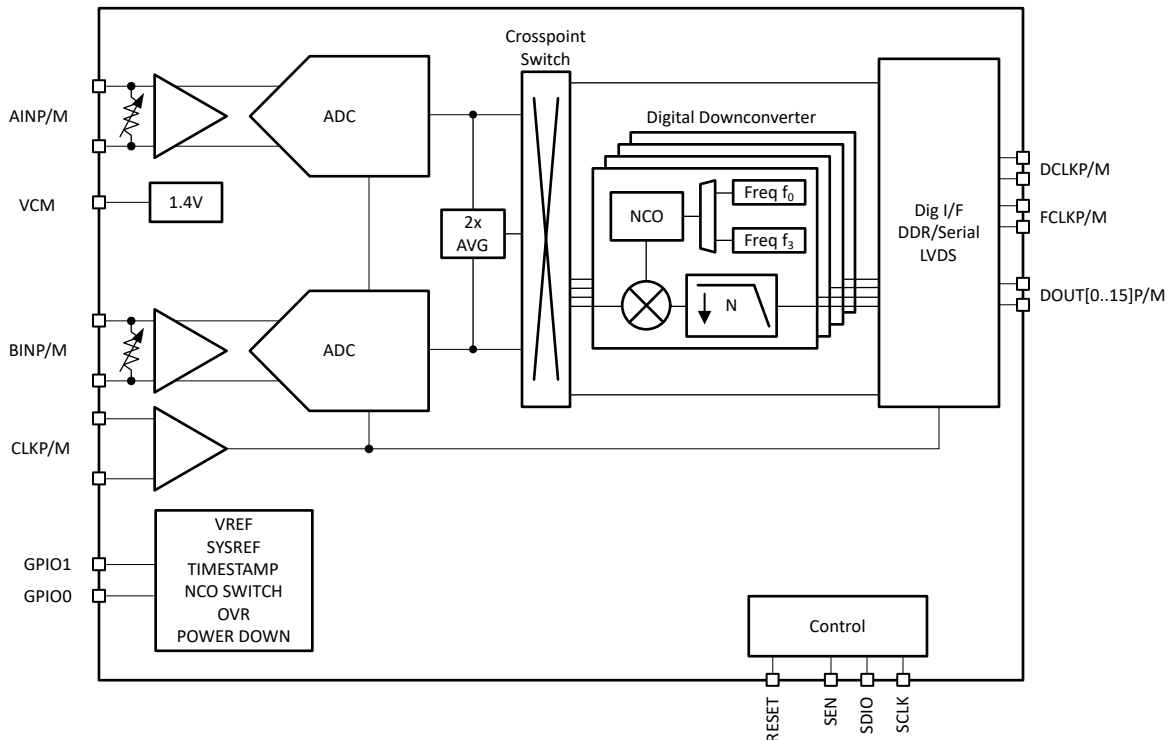 Crosspoint
Switch
AINP/M
ADC
Digital Downconverter
VCM
1.4V
2x
AVG
NCO
Freq f₀
Freq f₃
N
Dig I/F
DDR/Serial
LVDS
DCLKP/M
FCLKP/M
DOUT[0..15]P/M
BINP/M
ADC
CLKP/M
GPIO1
GPIO0
VREF
SYSREF
TIMESTAMP
NCO SWITCH
OVR
POWER DOWN
Control
RESET
SEN
SDIO
SCLK